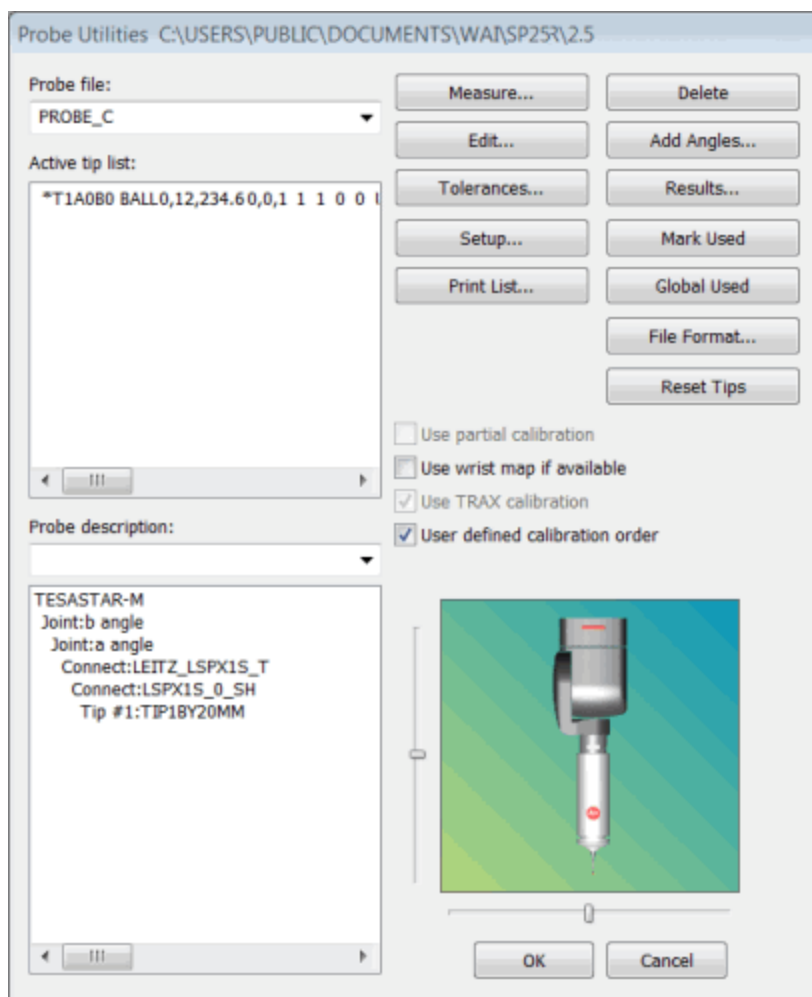 Probe Utilities C:\USERS\PUBLIC\DOCUMENTS\WAI\SP25R\2.5
Probe file:
PROBE_C
Measure...
Delete
Edit...
Add Angles...
Active tip list:
*T1A0B0 BALL0,12,234.6 0,0,1 1 1 0 0
Tolerances...
Results...
Setup...
Mark Used
Print List...
Global Used
File Format...
Reset Tips
Use partial calibration
Use wrist map if available
Use TRAX calibration
User defined calibration order
Probe description:
TESASTAR-M
Joint:b angle
Joint:a angle
Connect:LEITZ_LSPX1S_T
Connect:LSPX1S_0_SH
Tip #1:TIP1BY20MM
OK
Cancel